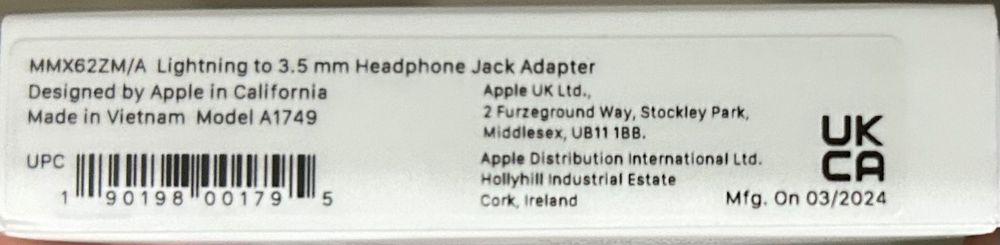 MMX62ZM/A Lightning to 3.5 mm Headphone Jack Adapter
Designed by Apple in California
Made in Vietnam Model A1749
UPC
1 90198 00179 5
Apple UK Ltd.,
2 Furzeground Way, Stockley Park,
Middlesex, UB11 1BB.
Apple Distribution International Ltd.
Hollyhill Industrial Estate
Cork, Ireland
UK
CA
Mfg. On 03/2024